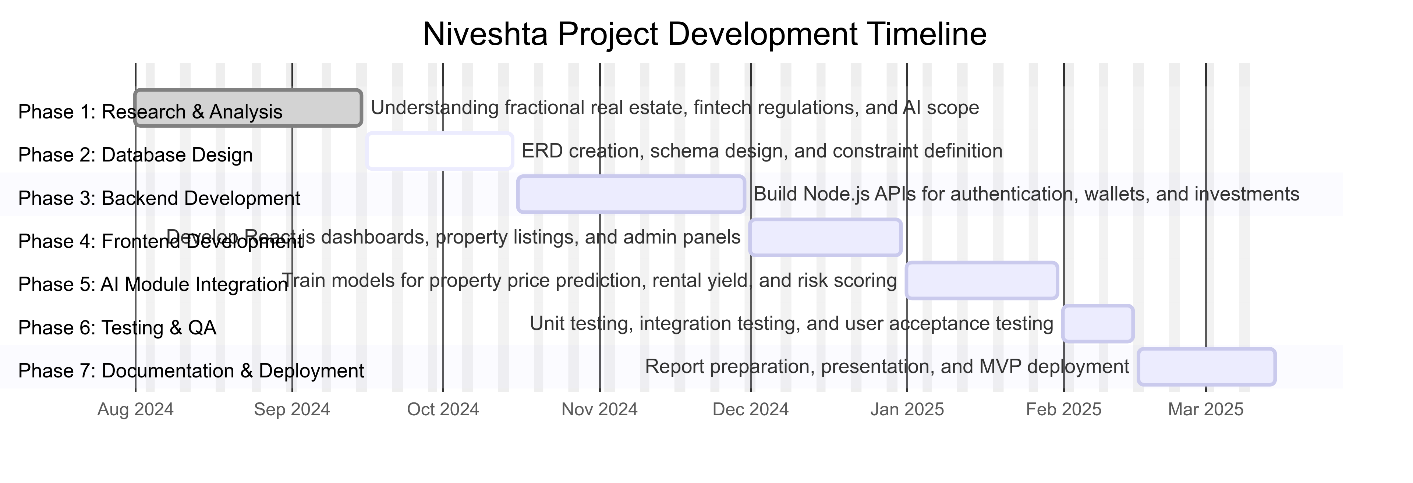 Niveshta Project Development Timeline
Phase 1: Research & Analysis
Understanding fractional real estate, fintech regulations, and AI scope
Phase 2: Database Design
ERD creation, schema design, and constraint definition
Phase 3: Backend Development
Build Node.js APIs for authentication, wallets, and investments
Phase 4: Frontend Development
Develop React.js dashboards, property listings, and admin panels
Phase 5: AI Module Integration
Train models for property price prediction, rental yield, and risk scoring
Phase 6: Testing & QA
Unit testing, integration testing, and user acceptance testing
Phase 7: Documentation & Deployment
Report preparation, presentation, and MVP deployment
Aug 2024 Sep 2024 Oct 2024 Nov 2024 Dec 2024 Jan 2025 Feb 2025 Mar 2025